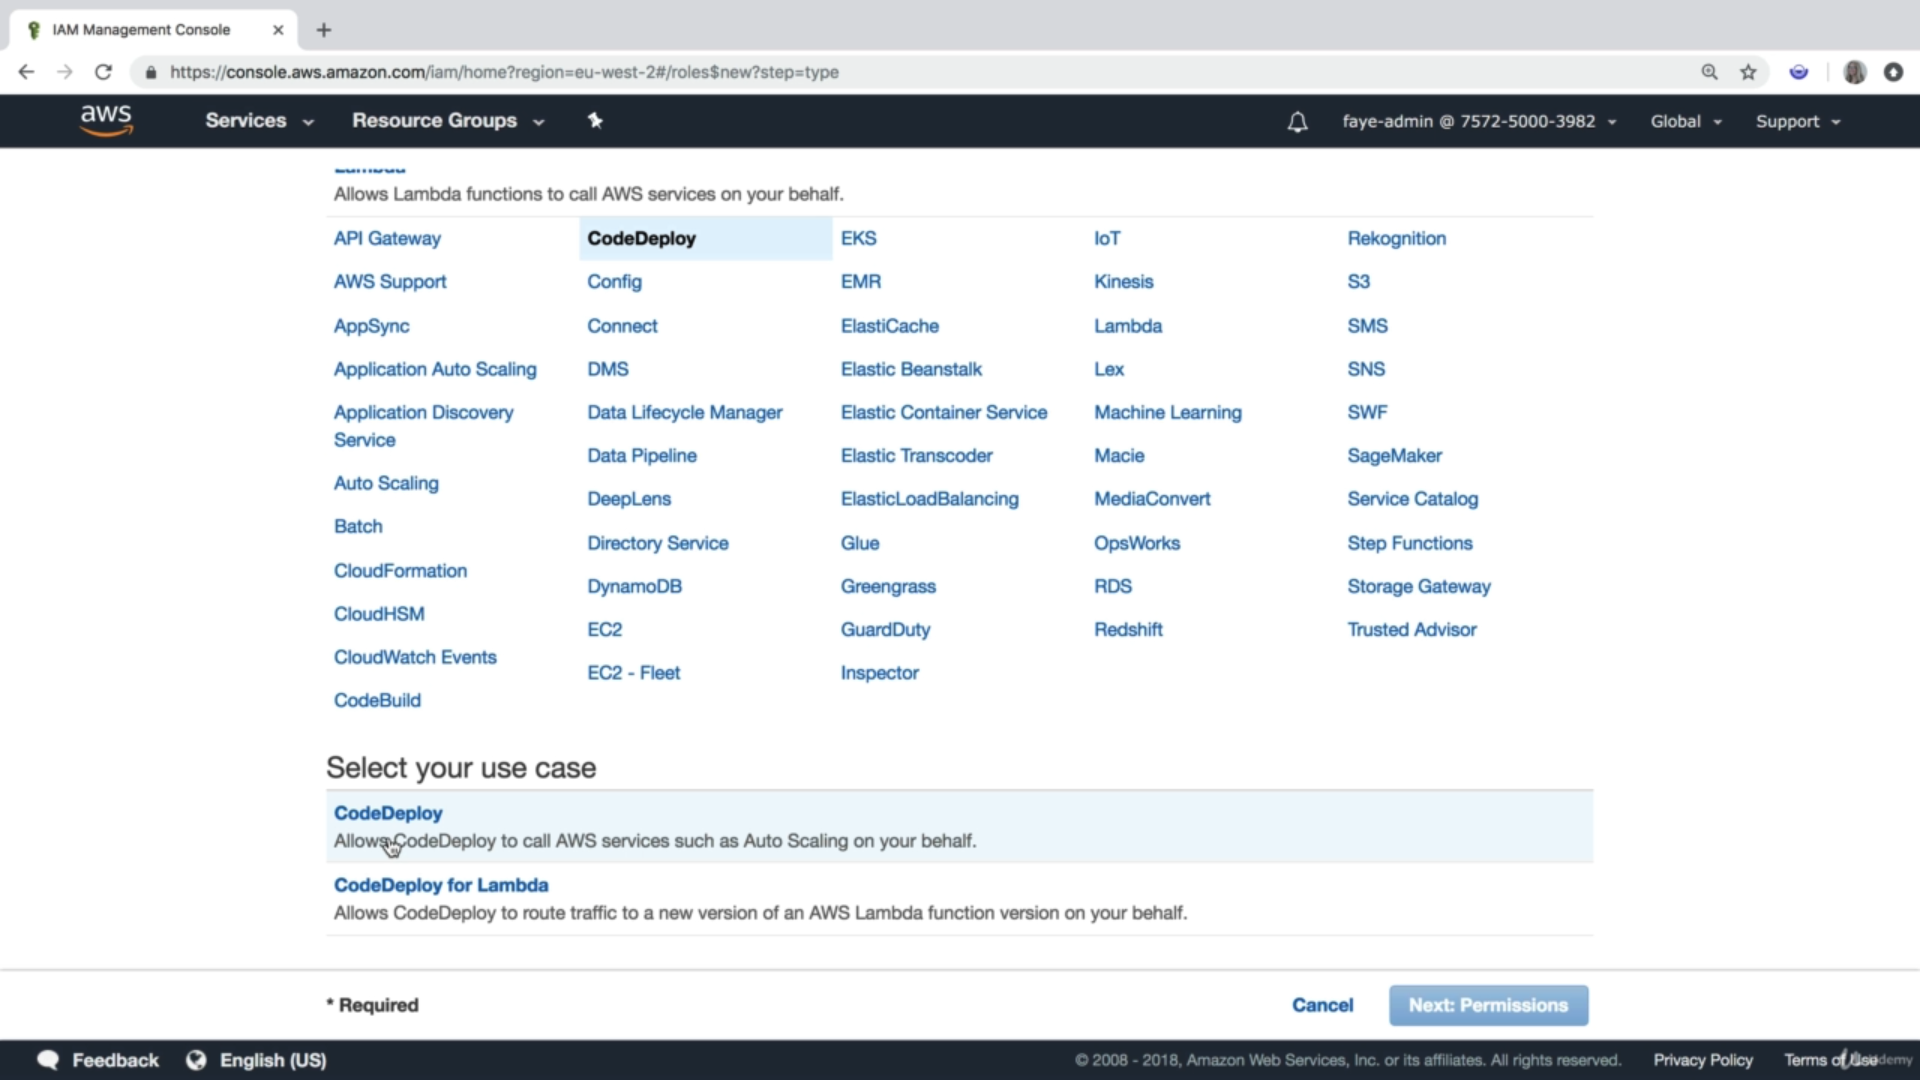 IAM Management Console
https://console.aws.amazon.com/iam/home?region=eu-west-2#/roles$new?step=type
aws
Services
Resource Groups
faye-admin @ 7572-5000-3982
Global
Support
Lambda
Allows Lambda functions to call AWS services on your behalf.
API Gateway
CodeDeploy
EKS
IoT
Rekognition
AWS Support
Config
EMR
Kinesis
S3
AppSync
Connect
ElastiCache
Lambda
SMS
Application Auto Scaling
DMS
Elastic Beanstalk
Lex
SNS
Application Discovery
Service
Data Lifecycle Manager
Elastic Container Service
Machine Learning
SWF
Data Pipeline
Elastic Transcoder
Macie
SageMaker
Auto Scaling
DeepLens
ElasticLoadBalancing
MediaConvert
Service Catalog
Batch
Directory Service
Glue
OpsWorks
Step Functions
CloudFormation
DynamoDB
Greengrass
RDS
Storage Gateway
CloudHSM
EC2
GuardDuty
Redshift
Trusted Advisor
CloudWatch Events
EC2 - Fleet
Inspector
CodeBuild
Select your use case
CodeDeploy
Allows CodeDeploy to call AWS services such as Auto Scaling on your behalf.
CodeDeploy for Lambda
Allows CodeDeploy to route traffic to a new version of an AWS Lambda function version on your behalf.
* Required
Cancel
Next: Permissions
Feedback
English (US)
© 2008 - 2018, Amazon Web Services, Inc. or its affiliates. All rights reserved.
Privacy Policy
Terms of Use